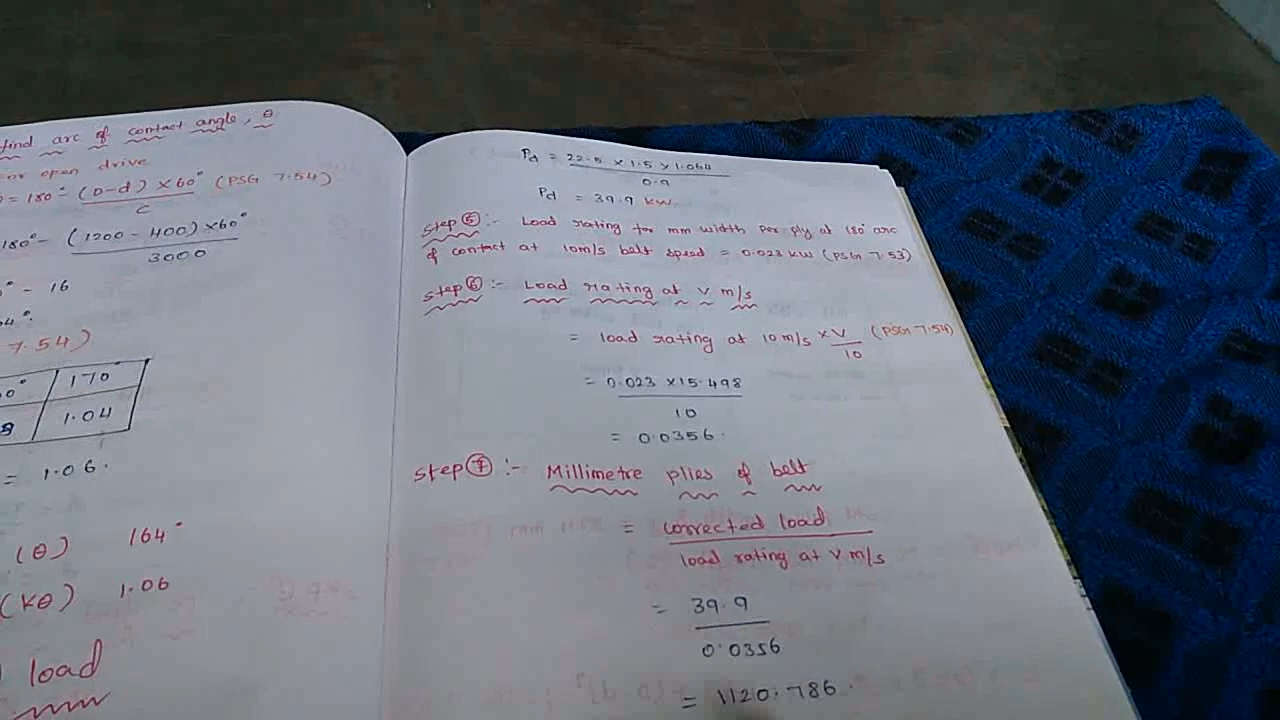 find arc of contact angle, θ
or open drive
= 180° - (D-d) × 60° (PSG 7.54)
C
180° - (1200 - 400) × 60°
3000
° - 16
7.54)
170°
1.04
= 1.06.
(θ) 164°
(Kθ) 1.06
load
Pd = 22.5 × 1.5 × 1.064
0.9
Pd = 39.9 KW
Step ⑤ :- Load rating for mm width per ply at 180° arc
of contact at 10m/s belt speed = 0.023 KW (PSG 7.53)
Step ⑥ :- Load rating at V m/s
= load rating at 10 m/s × V (PSG 7.54)
10
= 0.023 × 15.498
10
= 0.0356.
Step ⑦ :- Millimetre plies of belt
= corrected load
load rating at V m/s
= 39.9
0.0356
= 1120.786.